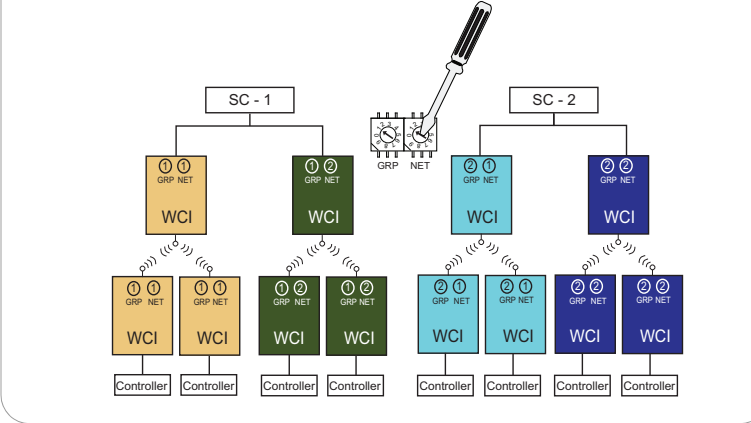 SC - 1
SC - 2
GRP NET
1 1
GRP NET
WCI
1 2
GRP NET
WCI
2 1
GRP NET
WCI
2 2
GRP NET
WCI
1 1
GRP NET
WCI
1 1
GRP NET
WCI
1 2
GRP NET
WCI
1 2
GRP NET
WCI
2 1
GRP NET
WCI
2 1
GRP NET
WCI
2 2
GRP NET
WCI
2 2
GRP NET
WCI
Controller
Controller
Controller
Controller
Controller
Controller
Controller
Controller